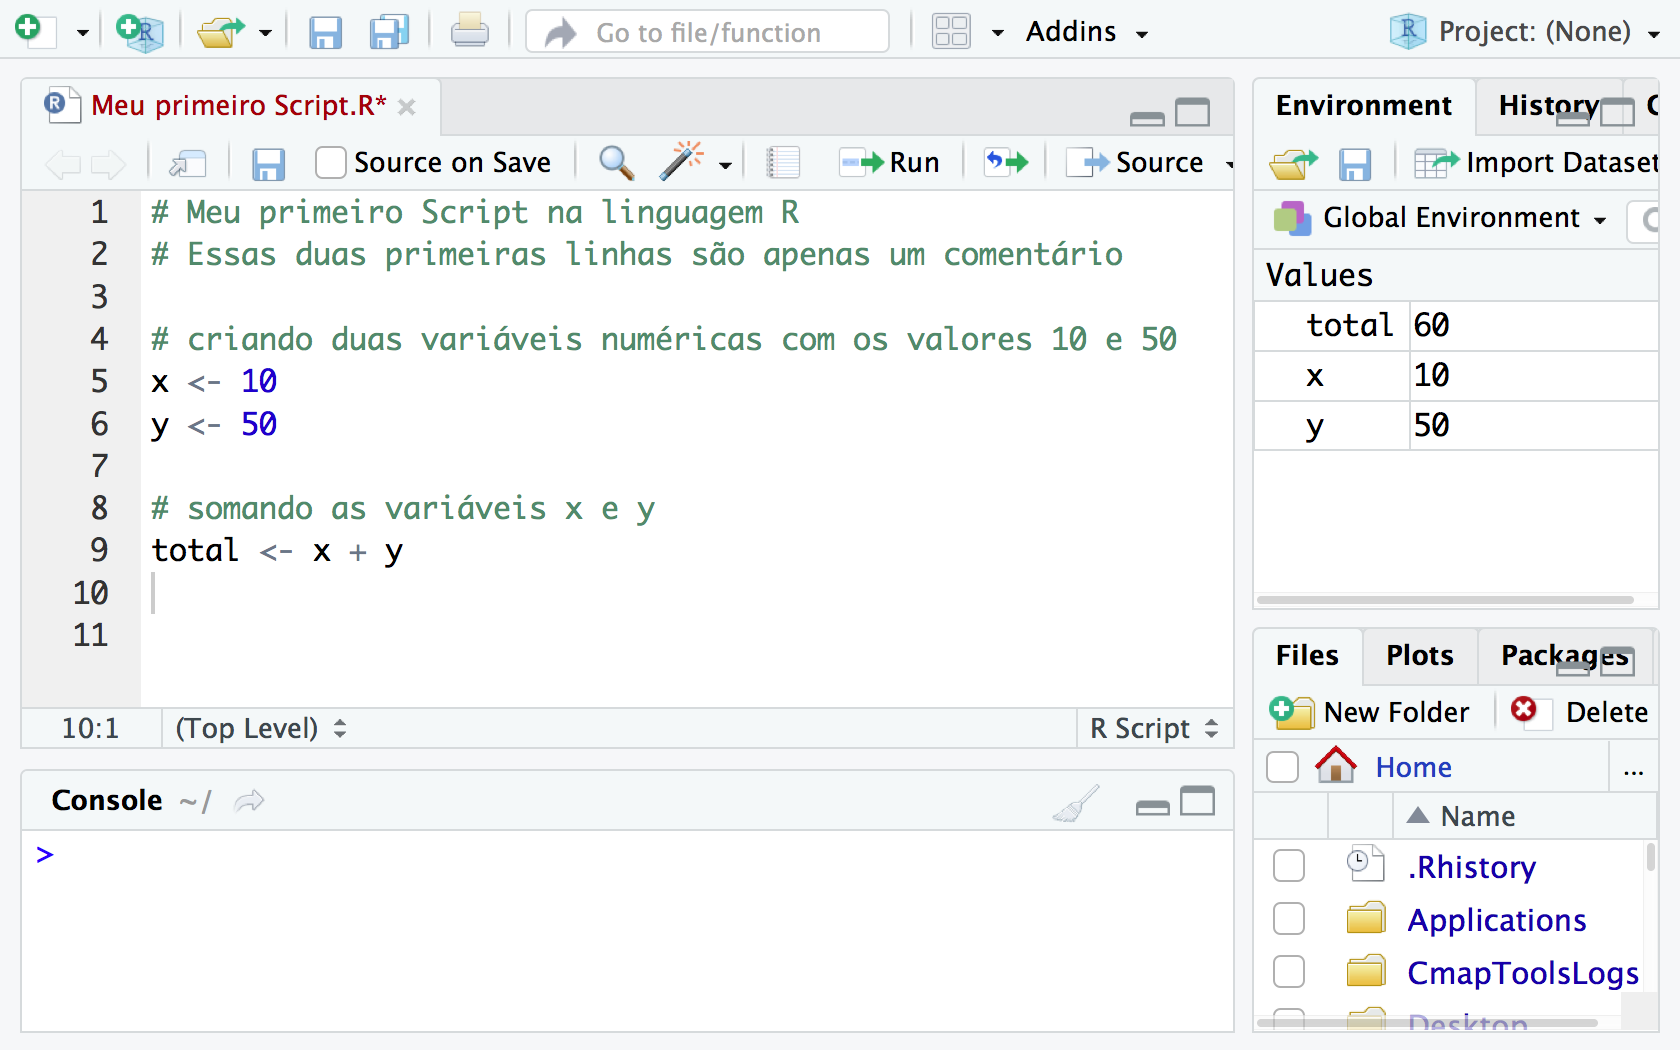 Go to file/function
Addins
Project: (None)
Meu primeiro Script.R*
Source on Save
Run
Source
1 # Meu primeiro Script na linguagem R
2 # Essas duas primeiras linhas são apenas um comentário
3
4 # criando duas variáveis numéricas com os valores 10 e 50
5 x <- 10
6 y <- 50
7
8 # somando as variáveis x e y
9 total <- x + y
10
11
10:1 (Top Level) R Script
Console ~/
>
Environment History C
Import Dataset
Global Environment
Values
total 60
x 10
y 50
Files Plots Packages
New Folder Delete
Home ...
Name
.Rhistory
Applications
CmapToolsLogs
Desktop